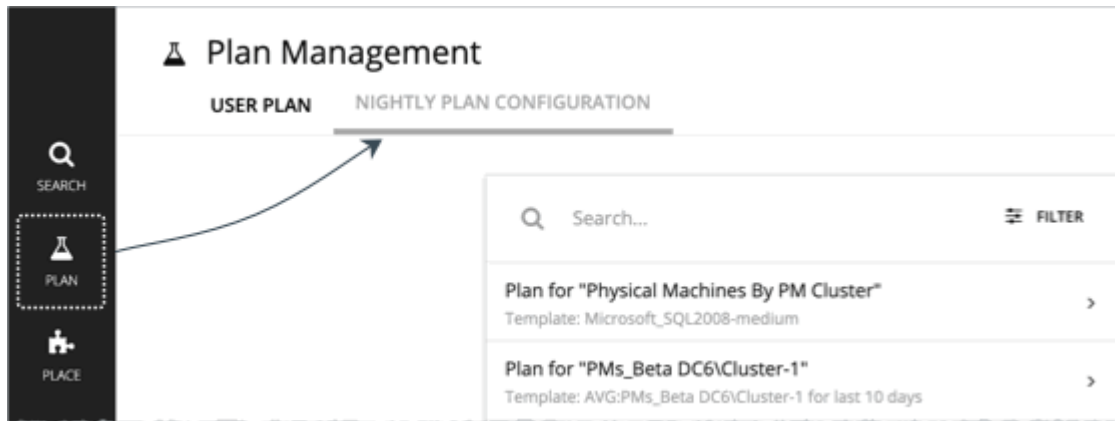 Plan Management
USER PLAN NIGHTLY PLAN CONFIGURATION
SEARCH
Search... FILTER
PLAN
Plan for "Physical Machines By PM Cluster"
Template: Microsoft_SQL2008-medium
PLACE
Plan for "PMs_Beta DC6\Cluster-1"
Template: AVG:PMs_Beta DC6\Cluster-1 for last 10 days